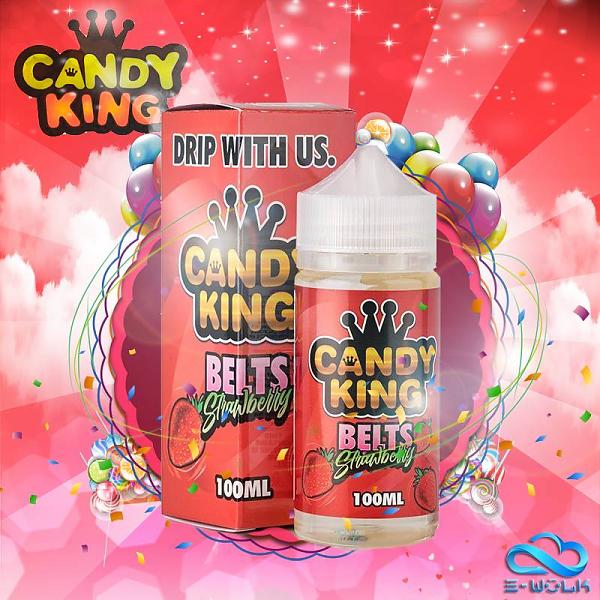 CANDY
KING
DRIP WITH US.
CANDY
KING
BELTS
Strawberry
100ML
CANDY
KING
BELTS
Strawberry
100ML
E-WOLK